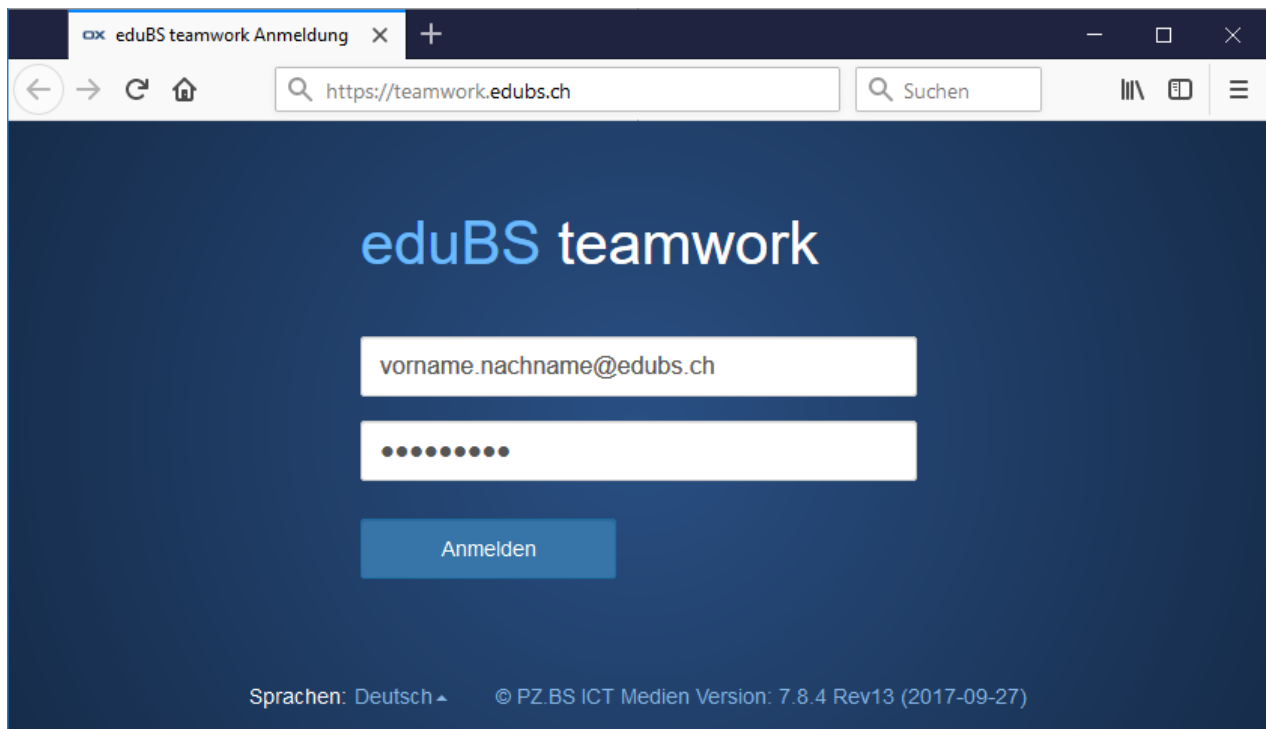 OX eduBS teamwork Anmeldung
https://teamwork.edubs.ch
Suchen
eduBS teamwork
vorname.nachname@edubs.ch
•••••••••
Anmelden
Sprachen: Deutsch © PZ.BS ICT Medien Version: 7.8.4 Rev13 (2017-09-27)